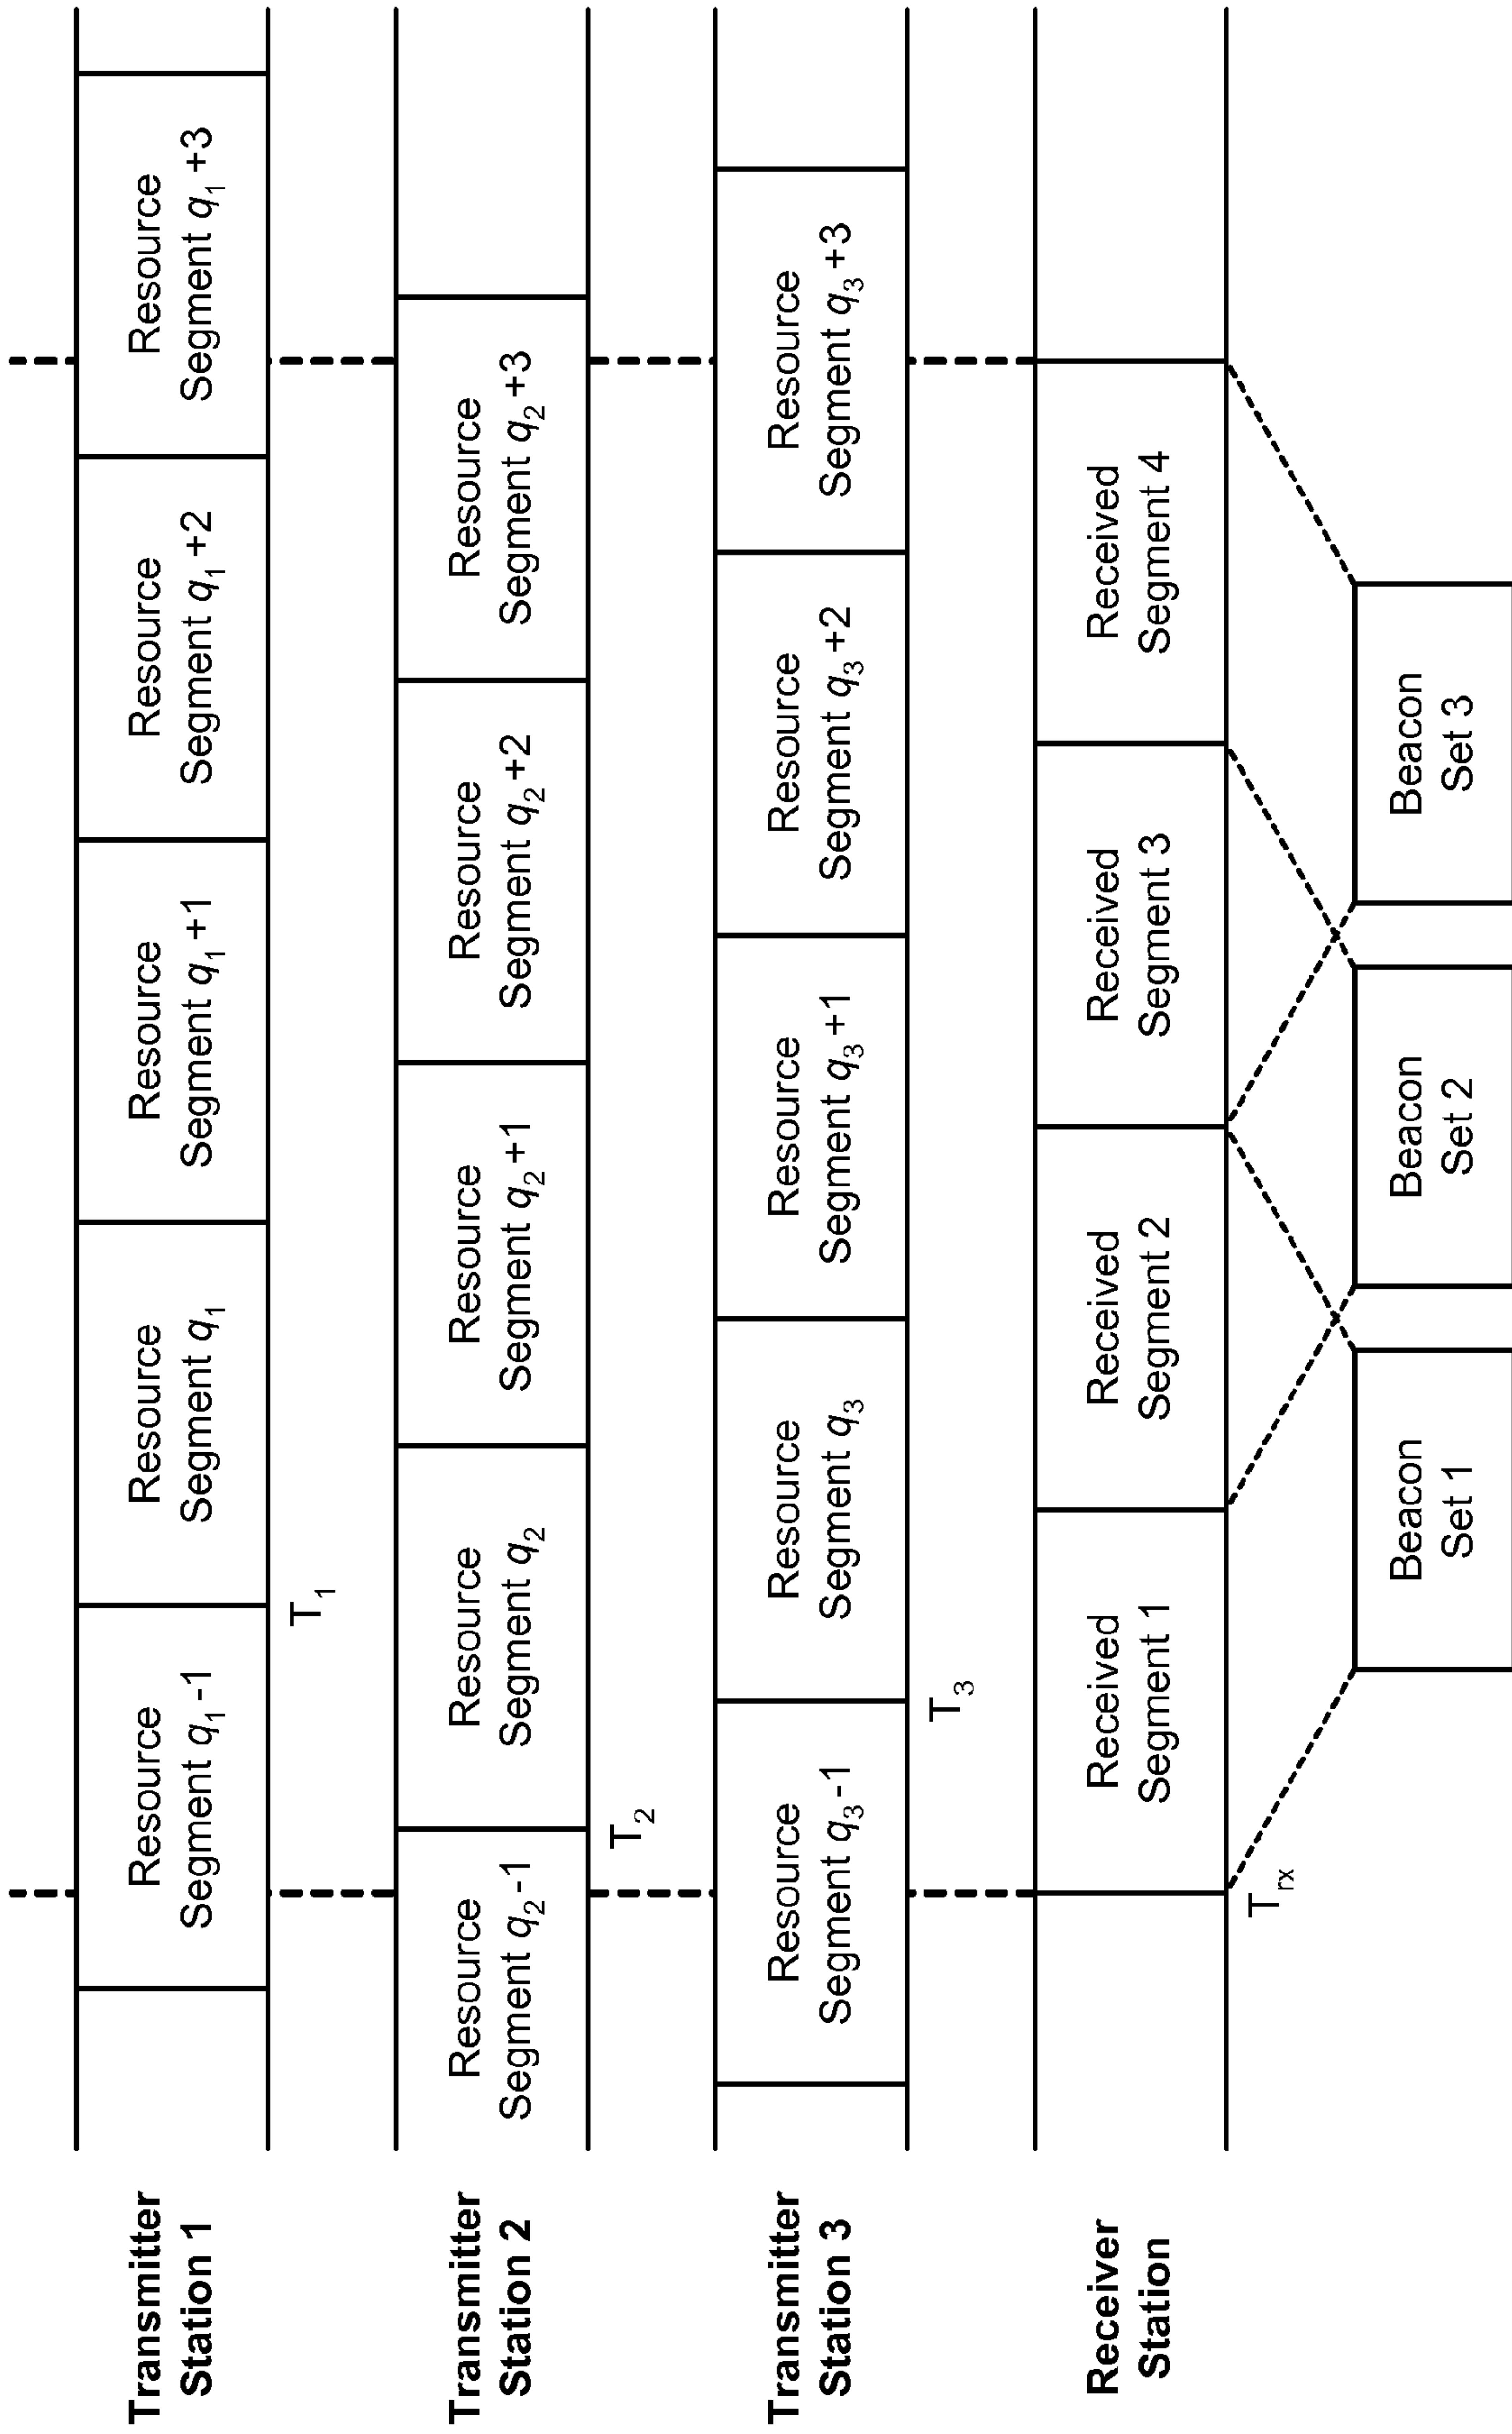 Transmitter
Station 1
Resource
Segment q₁-1
Resource
Segment q₁
Resource
Segment q₁+1
Resource
Segment q₁+2
Resource
Segment q₁+3
T₁
Transmitter
Station 2
Resource
Segment q₂-1
Resource
Segment q₂
Resource
Segment q₂+1
Resource
Segment q₂+2
Resource
Segment q₂+3
T₂
Transmitter
Station 3
Resource
Segment q₃-1
Resource
Segment q₃
Resource
Segment q₃+1
Resource
Segment q₃+2
Resource
Segment q₃+3
T₃
Receiver
Station
Received
Segment 1
Received
Segment 2
Received
Segment 3
Received
Segment 4
Trx
Beacon
Set 1
Beacon
Set 2
Beacon
Set 3